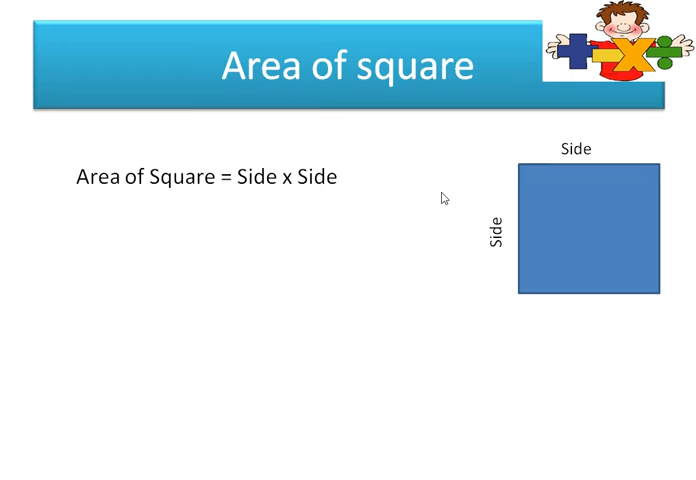 Area of square
Side
Area of Square = Side x Side
Side